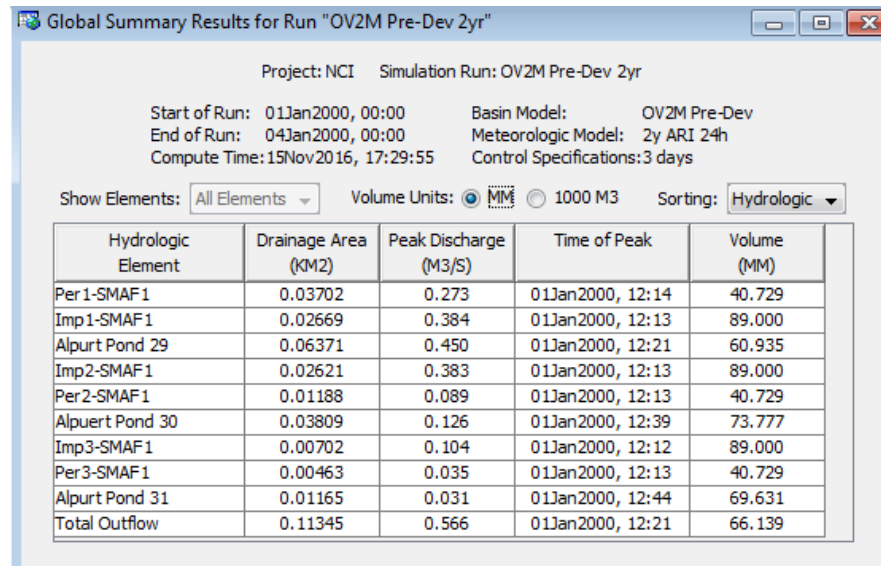 Global Summary Results for Run "OV2M Pre-Dev 2yr"
Project: NCI Simulation Run: OV2M Pre-Dev 2yr
Start of Run: 01Jan2000, 00:00 Basin Model: OV2M Pre-Dev
End of Run: 04Jan2000, 00:00 Meteorologic Model: 2y ARI 24h
Compute Time: 15Nov2016, 17:29:55 Control Specifications: 3 days
Show Elements: All Elements Volume Units: MM 1000 M3 Sorting: Hydrologic
Hydrologic Drainage Area Peak Discharge Time of Peak Volume
Element (KM2) (M3/S) (MM)
Per1-SMAF1 0.03702 0.273 01Jan2000, 12:14 40.729
Imp1-SMAF1 0.02669 0.384 01Jan2000, 12:13 89.000
Alpurt Pond 29 0.06371 0.450 01Jan2000, 12:21 60.935
Imp2-SMAF1 0.02621 0.383 01Jan2000, 12:13 89.000
Per2-SMAF1 0.01188 0.089 01Jan2000, 12:13 40.729
Alpuert Pond 30 0.03809 0.126 01Jan2000, 12:39 73.777
Imp3-SMAF1 0.00702 0.104 01Jan2000, 12:12 89.000
Per3-SMAF1 0.00463 0.035 01Jan2000, 12:13 40.729
Alpurt Pond 31 0.01165 0.031 01Jan2000, 12:44 69.631
Total Outflow 0.11345 0.566 01Jan2000, 12:21 66.139